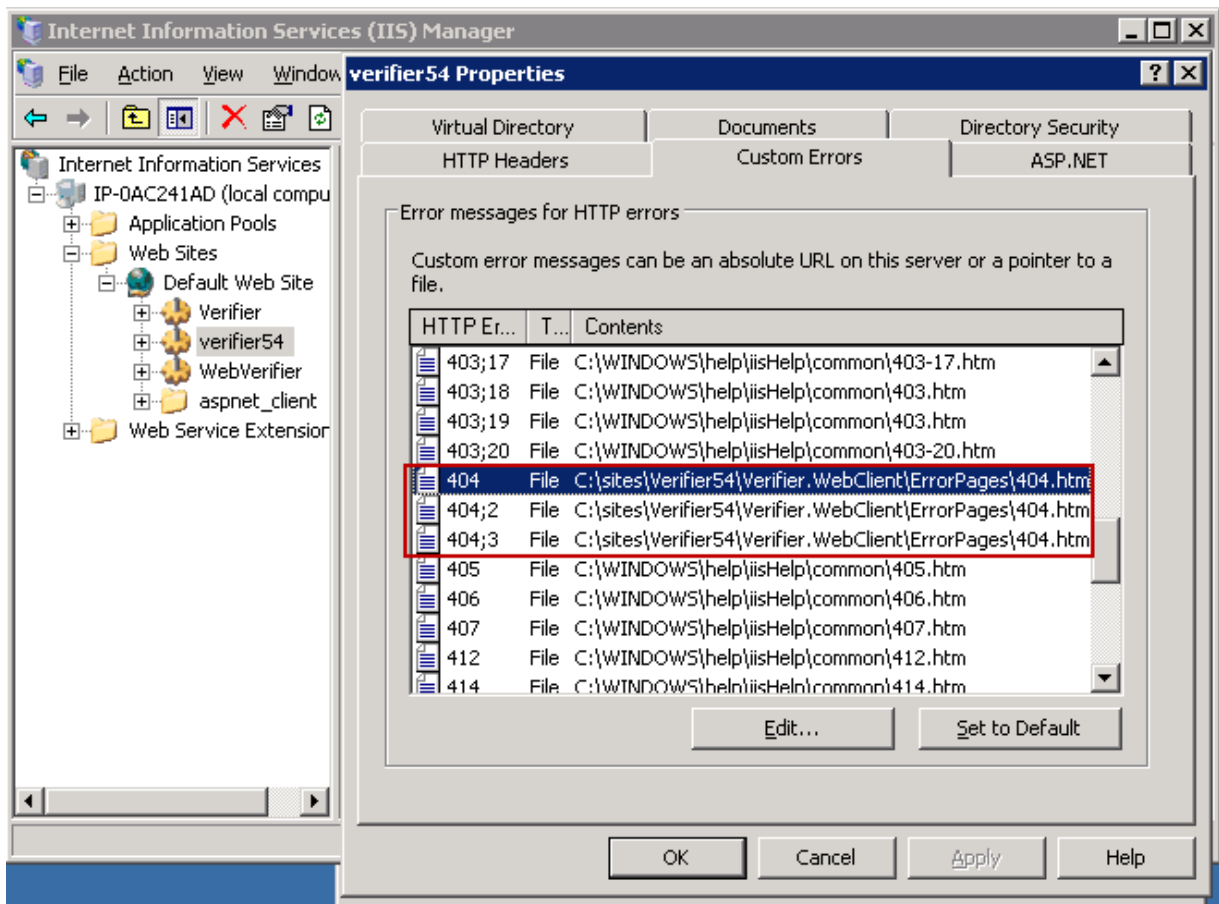 Internet Information Services (IIS) Manager
File Action View Window
verifier54 Properties
Virtual Directory Documents Directory Security
HTTP Headers Custom Errors ASP.NET
Internet Information Services
IP-0AC241AD (local compu
Application Pools
Web Sites
Default Web Site
Verifier
verifier54
WebVerifier
aspnet_client
Web Service Extension
Error messages for HTTP errors
Custom error messages can be an absolute URL on this server or a pointer to a
file.
HTTP Er... T... Contents
403;17 File C:\WINDOWS\help\iisHelp\common\403-17.htm
403;18 File C:\WINDOWS\help\iisHelp\common\403.htm
403;19 File C:\WINDOWS\help\iisHelp\common\403.htm
403;20 File C:\WINDOWS\help\iisHelp\common\403-20.htm
404 File C:\sites\Verifier54\Verifier.WebClient\ErrorPages\404.htm
404;2 File C:\sites\Verifier54\Verifier.WebClient\ErrorPages\404.htm
404;3 File C:\sites\Verifier54\Verifier.WebClient\ErrorPages\404.htm
405 File C:\WINDOWS\help\iisHelp\common\405.htm
406 File C:\WINDOWS\help\iisHelp\common\406.htm
407 File C:\WINDOWS\help\iisHelp\common\407.htm
412 File C:\WINDOWS\help\iisHelp\common\412.htm
414 File C:\WINDOWS\help\iisHelp\common\414.htm
Edit... Set to Default
OK Cancel Apply Help